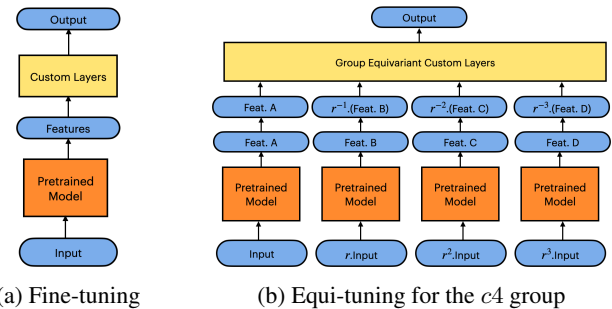 Output
Custom Layers
Features
Pretrained
Model
Input
(a) Fine-tuning
Output
Group Equivariant Custom Layers
Feat. A r⁻¹.(Feat. B) r⁻².(Feat. C) r⁻³.(Feat. D)
Feat. A Feat. B Feat. C Feat. D
Pretrained Pretrained Pretrained Pretrained
Model Model Model Model
Input r.Input r².Input r³.Input
(b) Equi-tuning for the c4 group